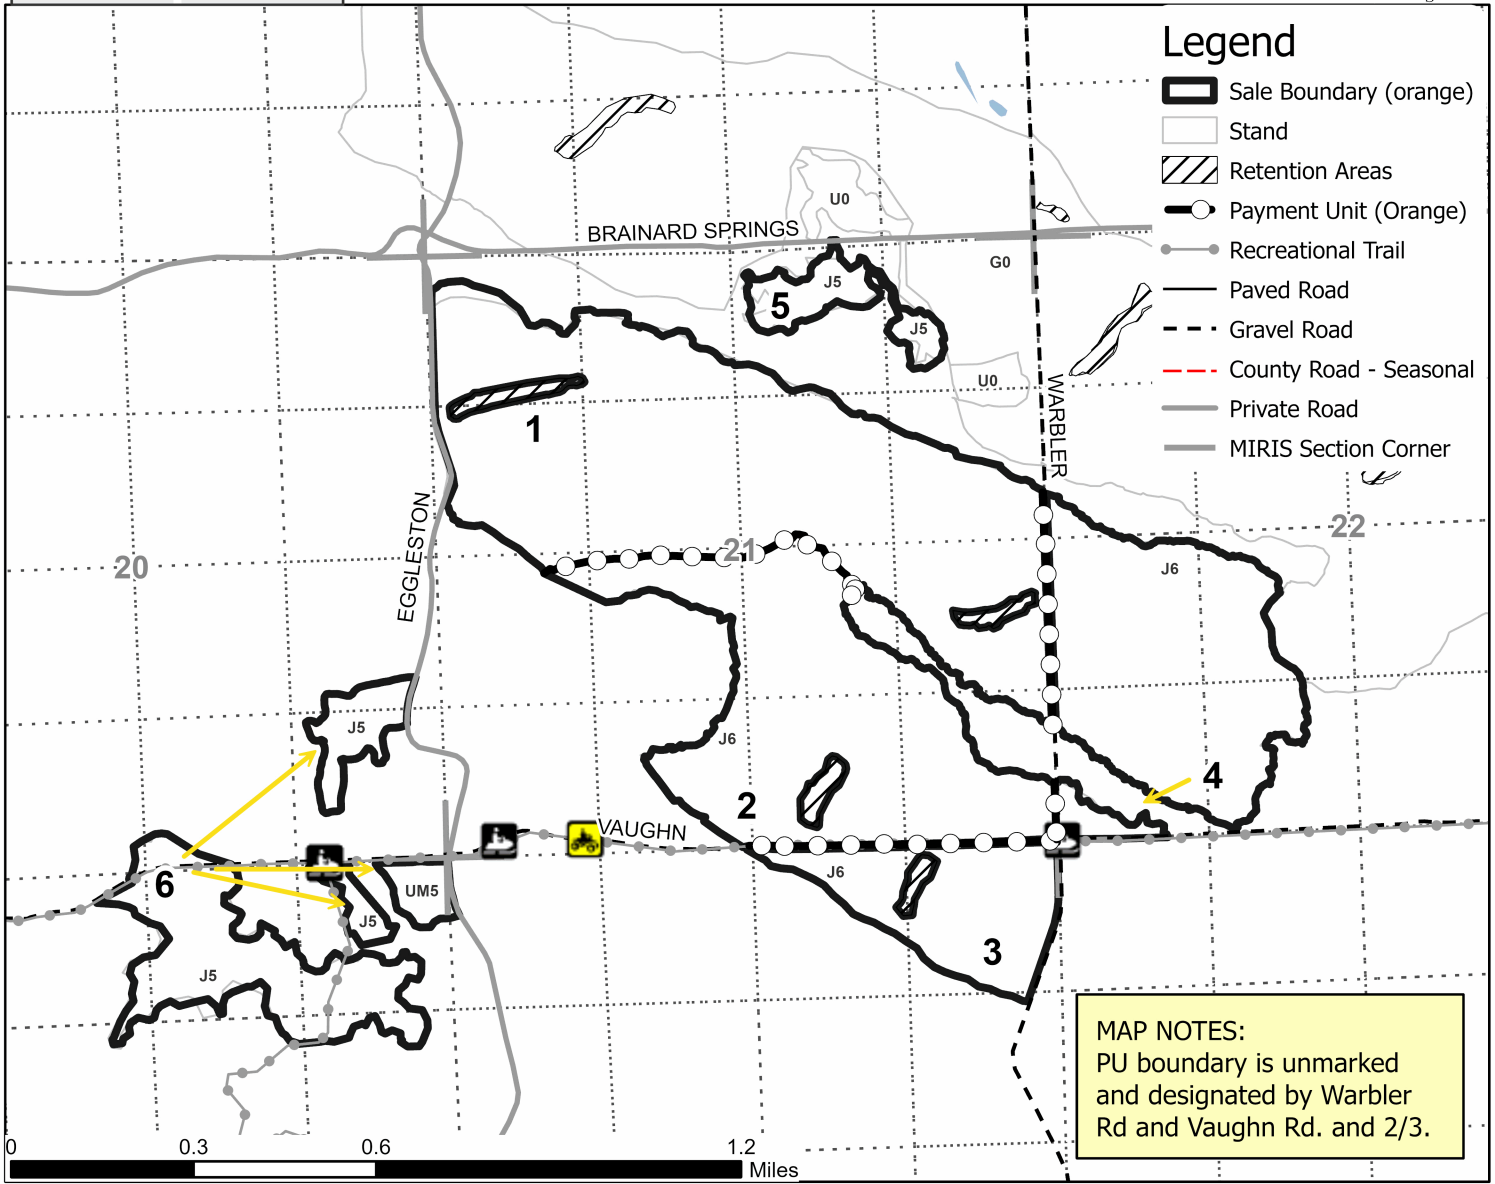 Legend
Sale Boundary (orange)
Stand
Retention Areas
Payment Unit (Orange)
Recreational Trail
Paved Road
Gravel Road
County Road - Seasonal
Private Road
MIRIS Section Corner
BRAINARD SPRINGS
U0
G0
J5
5
J5
U0
WARBLER
1
EGGLESTON
20
21
22
J6
J5
J6
2
4
VAUGHN
6
UM5
J6
J5
3
J5
MAP NOTES:
PU boundary is unmarked
and designated by Warbler
Rd and Vaughn Rd. and 2/3.
0 0.3 0.6 1.2
Miles